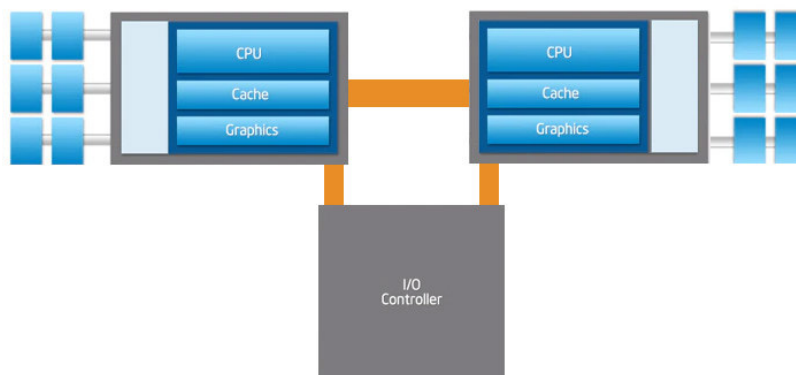 CPU
Cache
Graphics
CPU
Cache
Graphics
I/O
Controller